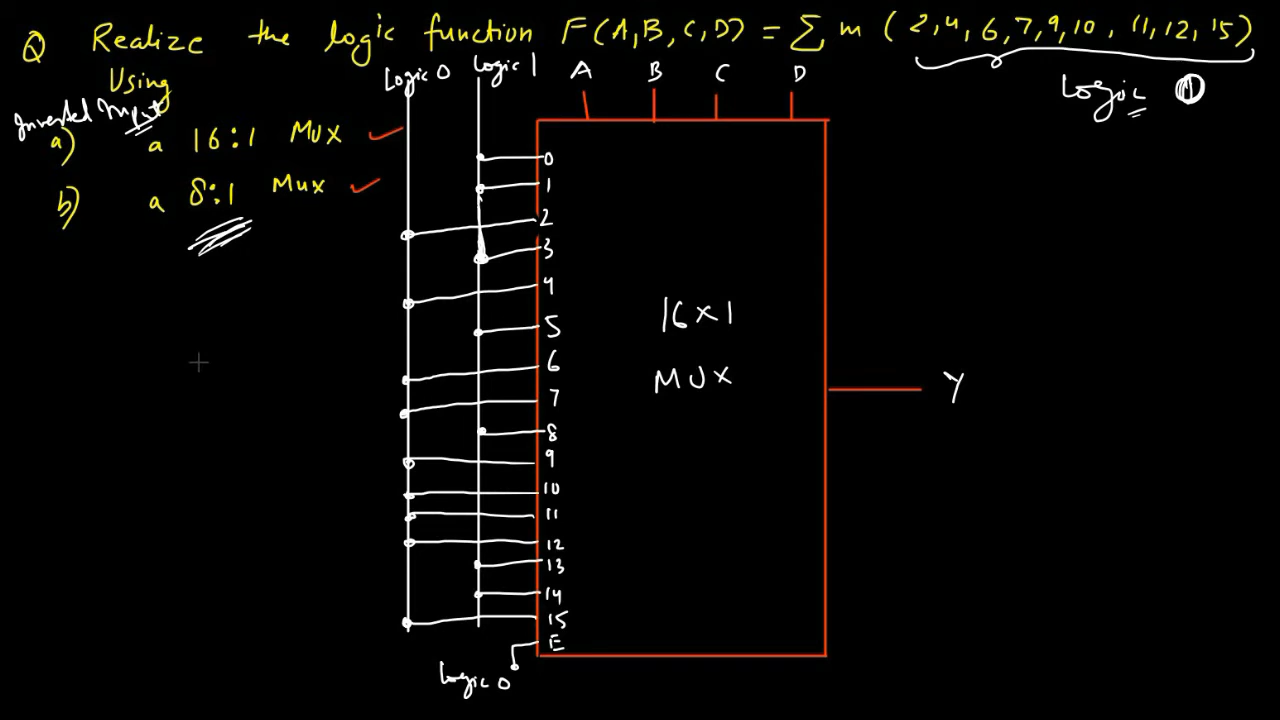 Q Realize the logic function F(A,B,C,D) = ∑ m (2,4,6,7,9,10, 11,12,15)
Using
Logic 0 Logic 1 A B C D
Logic 1
Inverted Input
a) a 16:1 MUX
b) a 8:1 Mux
0
1
2
3
4
5
6
7
8
9
10
11
12
13
14
15
E
16x1
MUX
Y
Logic 0